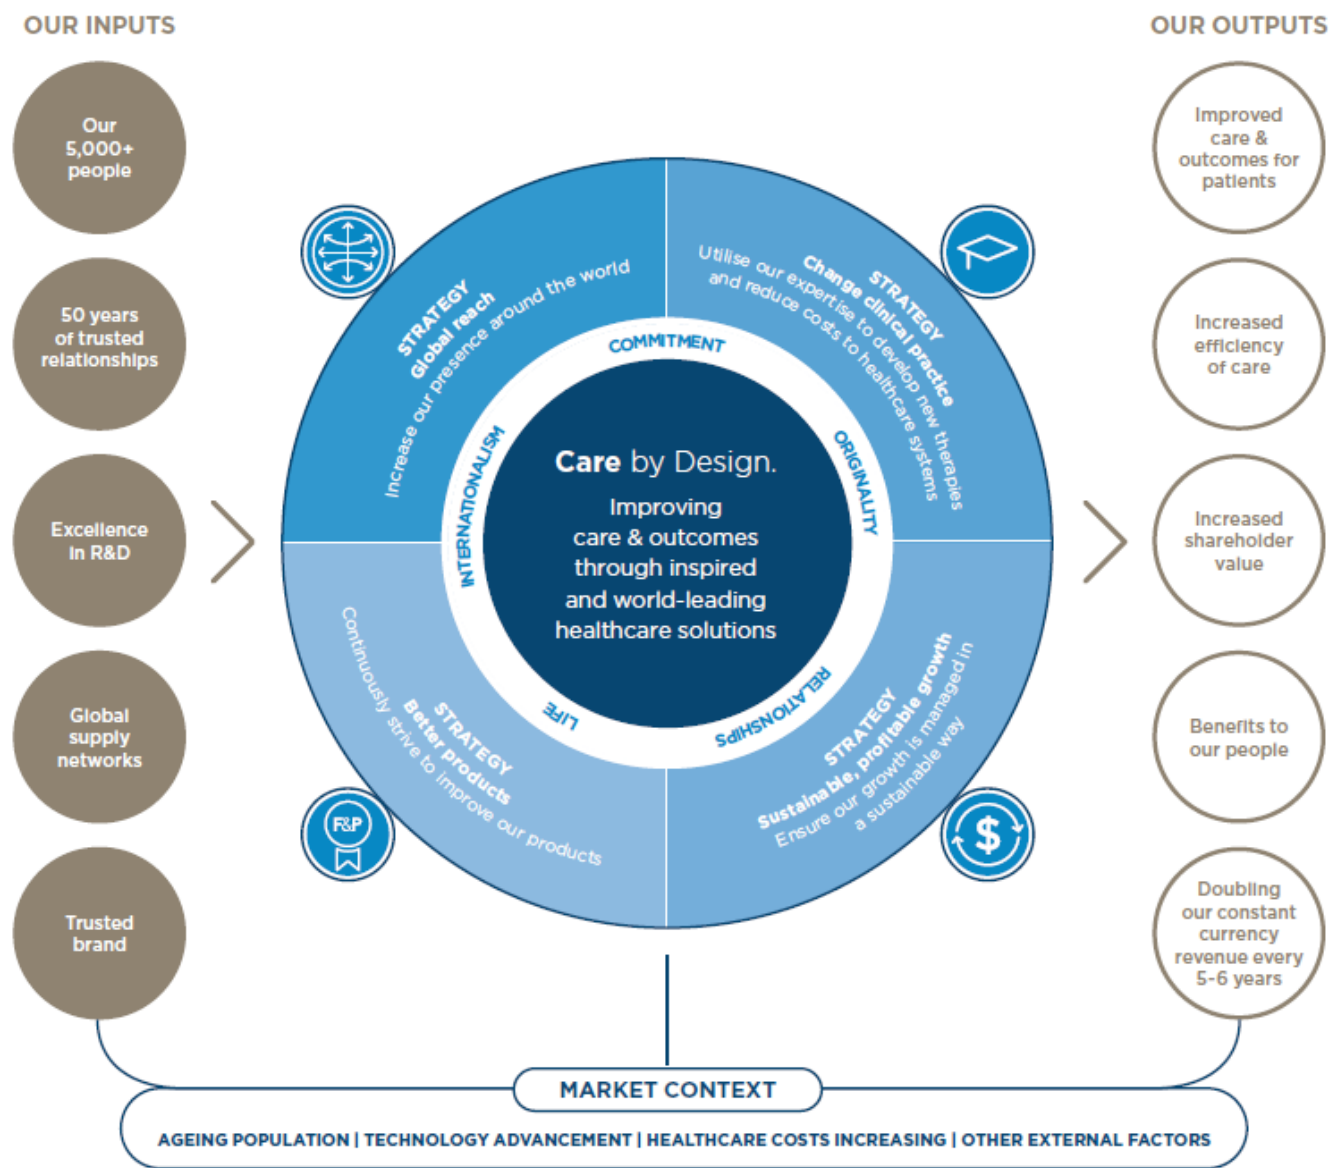 OUR INPUTS
Our
5,000+
people
50 years
of trusted
relationships
Excellence
in R&D
Global
supply
networks
Trusted
brand
STRATEGY
Global reach
Increase our presence around the world
STRATEGY
Change clinical practice
Utilise our expertise to develop new therapies
and reduce costs to healthcare systems
STRATEGY
Better products
Continuously strive to improve our products
F&P
STRATEGY
Sustainable, profitable growth
Ensure our growth is managed in
a sustainable way
$
COMMITMENT
ORIGINALITY
RELATIONSHIPS
LIFE
INTERNATIONALISM
Care by Design.
Improving
care & outcomes
through inspired
and world-leading
healthcare solutions
OUR OUTPUTS
Improved
care &
outcomes for
patients
Increased
efficiency
of care
Increased
shareholder
value
Benefits to
our people
Doubling
our constant
currency
revenue every
5-6 years
MARKET CONTEXT
AGEING POPULATION | TECHNOLOGY ADVANCEMENT | HEALTHCARE COSTS INCREASING | OTHER EXTERNAL FACTORS